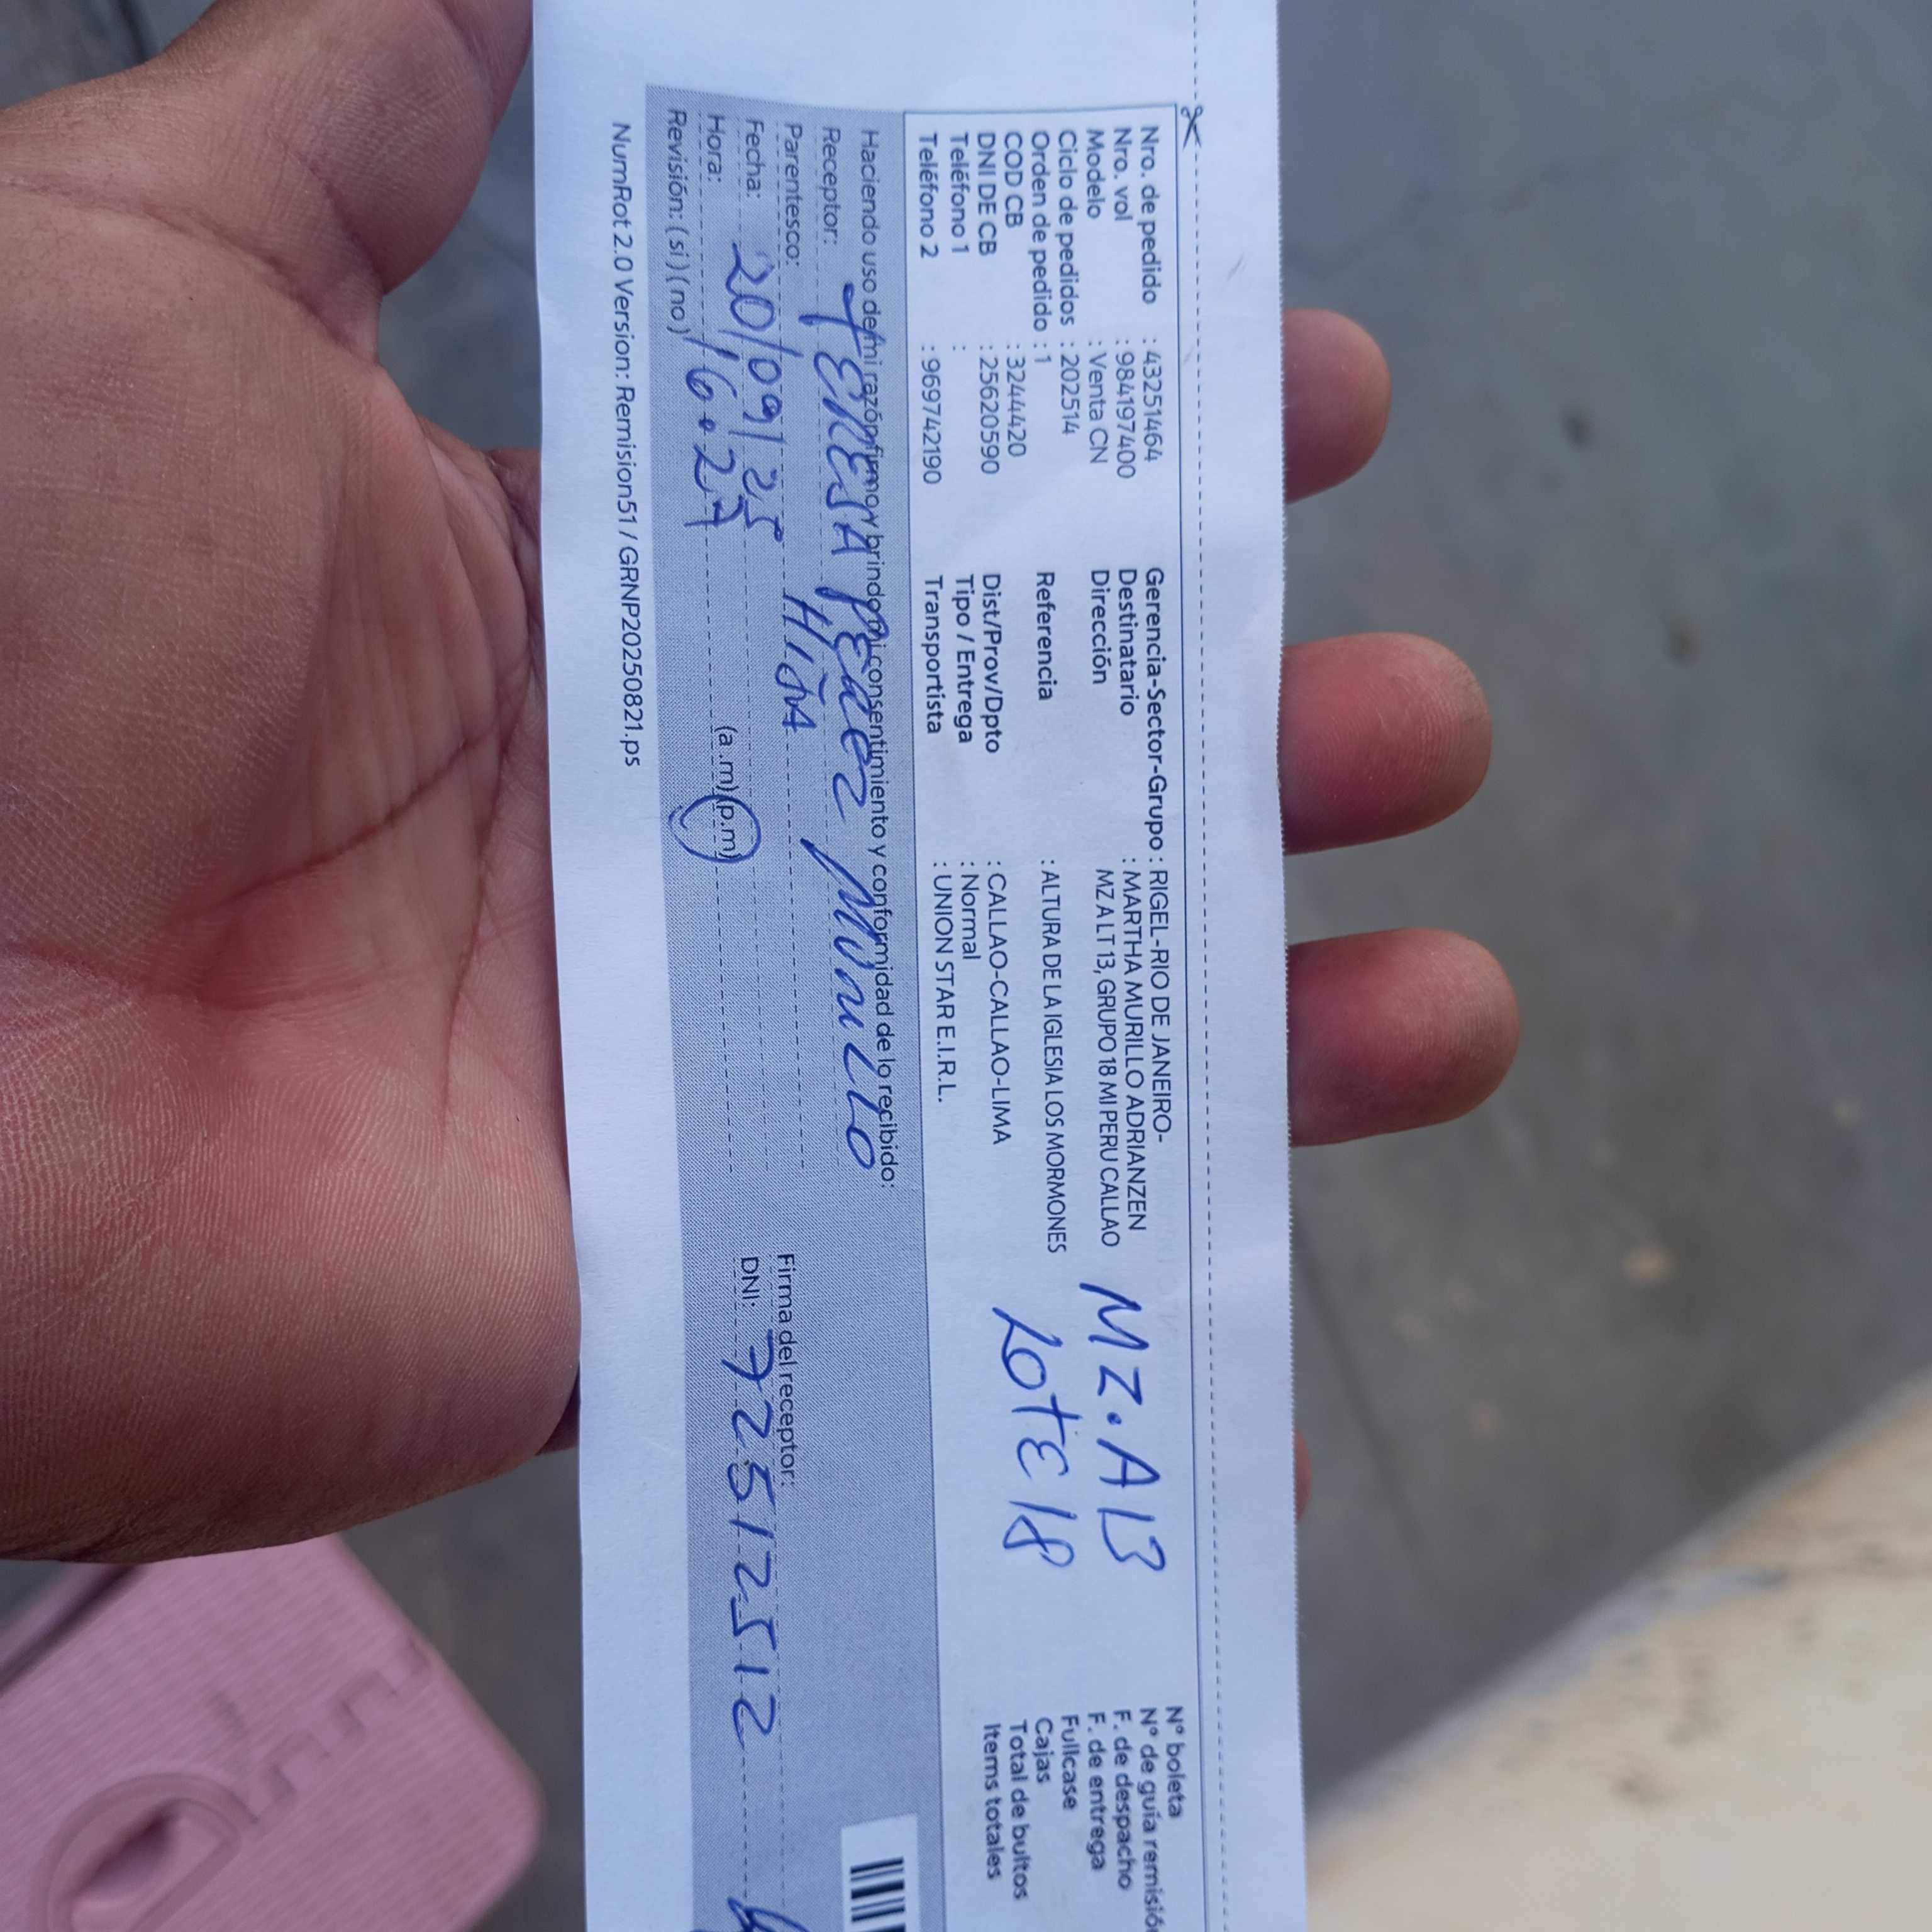 Nro. de pedido : 43251464
Nro. vol : 984197400
Modelo : Venta CN
Ciclo de pedidos : 202514
Orden de pedido : 1
COD CB : 3244420
DNI DE CB : 25620590
Teléfono 1 :
Teléfono 2 : 969742190
Gerencia-Sector-Grupo : RIGEL-RIO DE JANEIRO-
Destinatario : MARTHA MURILLO ADRIANZEN
Dirección MZ A LT 13, GRUPO 18 MI PERU CALLAO
Referencia : ALTURA DE LA IGLESIA LOS MORMONES
Dist/Prov/Dpto : CALLAO-CALLAO-LIMA
Tipo / Entrega : Normal
Transportista : UNION STAR E.I.R.L.
MZ. A13
LOTE 18
N° boleta
N° de guía remisión
F. de despacho
F. de entrega
Fullcase
Cajas
Total de bultos
Items totales
Haciendo uso de mi razón firmo y brindo mi consentimiento y conformidad de lo recibido:
Receptor: TERESA MURILLO
Parentesco: HIJA
Fecha: 20/09/25
Hora: 16:27 (a.m) (p.m)
Revisión: ( si ) ( no )
Firma del receptor:
DNI: 72512512
NumRot 2.0 Version: Remision51 / GRNP20250821.ps